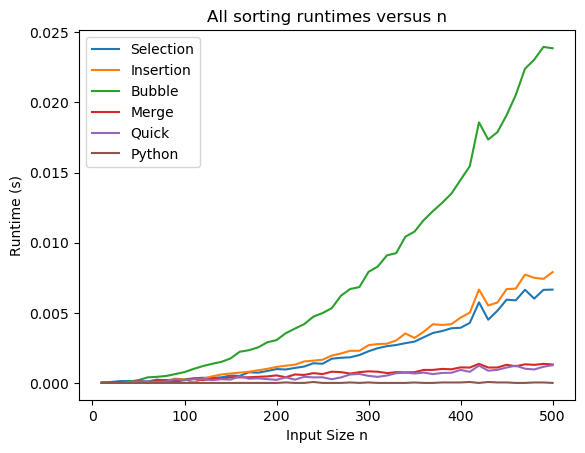 All sorting runtimes versus n
Selection
Insertion
Bubble
Merge
Quick
Python
Runtime (s)
0.025
0.020
0.015
0.010
0.005
0.000
0 100 200 300 400 500
Input Size n